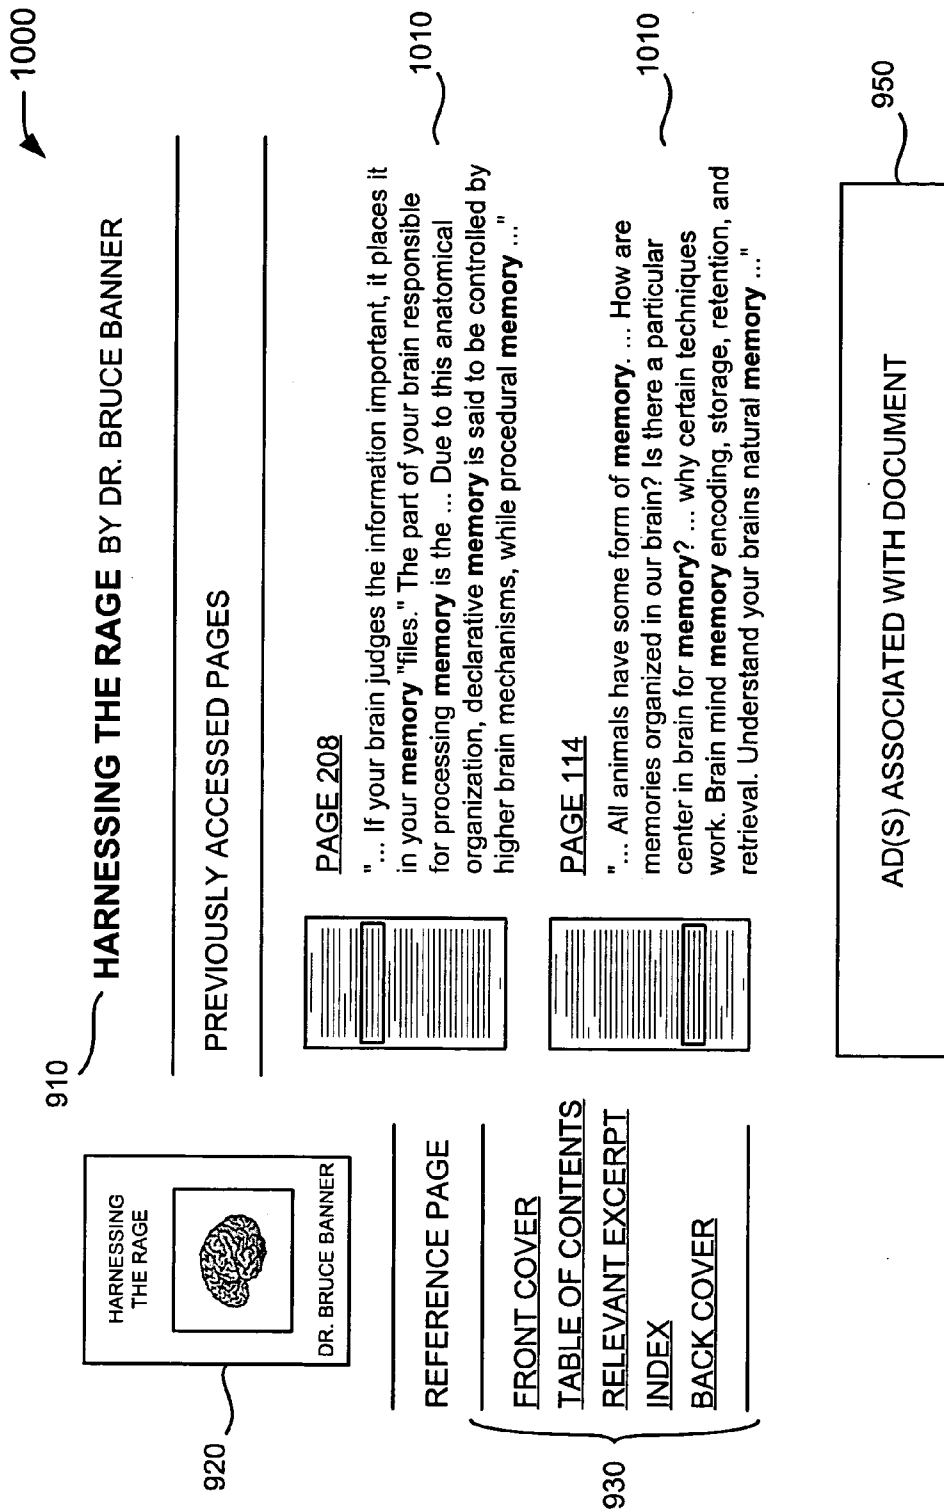 1000
910
HARNESSING THE RAGE BY DR. BRUCE BANNER
HARNESSING
THE RAGE
DR. BRUCE BANNER
920
PREVIOUSLY ACCESSED PAGES
REFERENCE PAGE
FRONT COVER
TABLE OF CONTENTS
RELEVANT EXCERPT
INDEX
BACK COVER
930
PAGE 208
"... If your brain judges the information important, it places it
in your memory "files." The part of your brain responsible
for processing memory is the ... Due to this anatomical
organization, declarative memory is said to be controlled by
higher brain mechanisms, while procedural memory ..."
1010
PAGE 114
"... All animals have some form of memory. ... How are
memories organized in our brain? Is there a particular
center in brain for memory? ... why certain techniques
work. Brain mind memory encoding, storage, retention, and
retrieval. Understand your brains natural memory ..."
1010
AD(S) ASSOCIATED WITH DOCUMENT
950